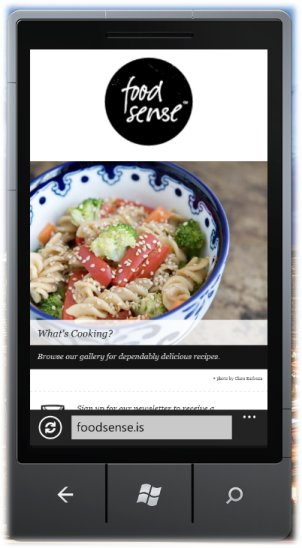 food
sense™
What's Cooking?
Browse our gallery for dependably delicious recipes.
Sign up for our newsletter to receive a
foodsense.is